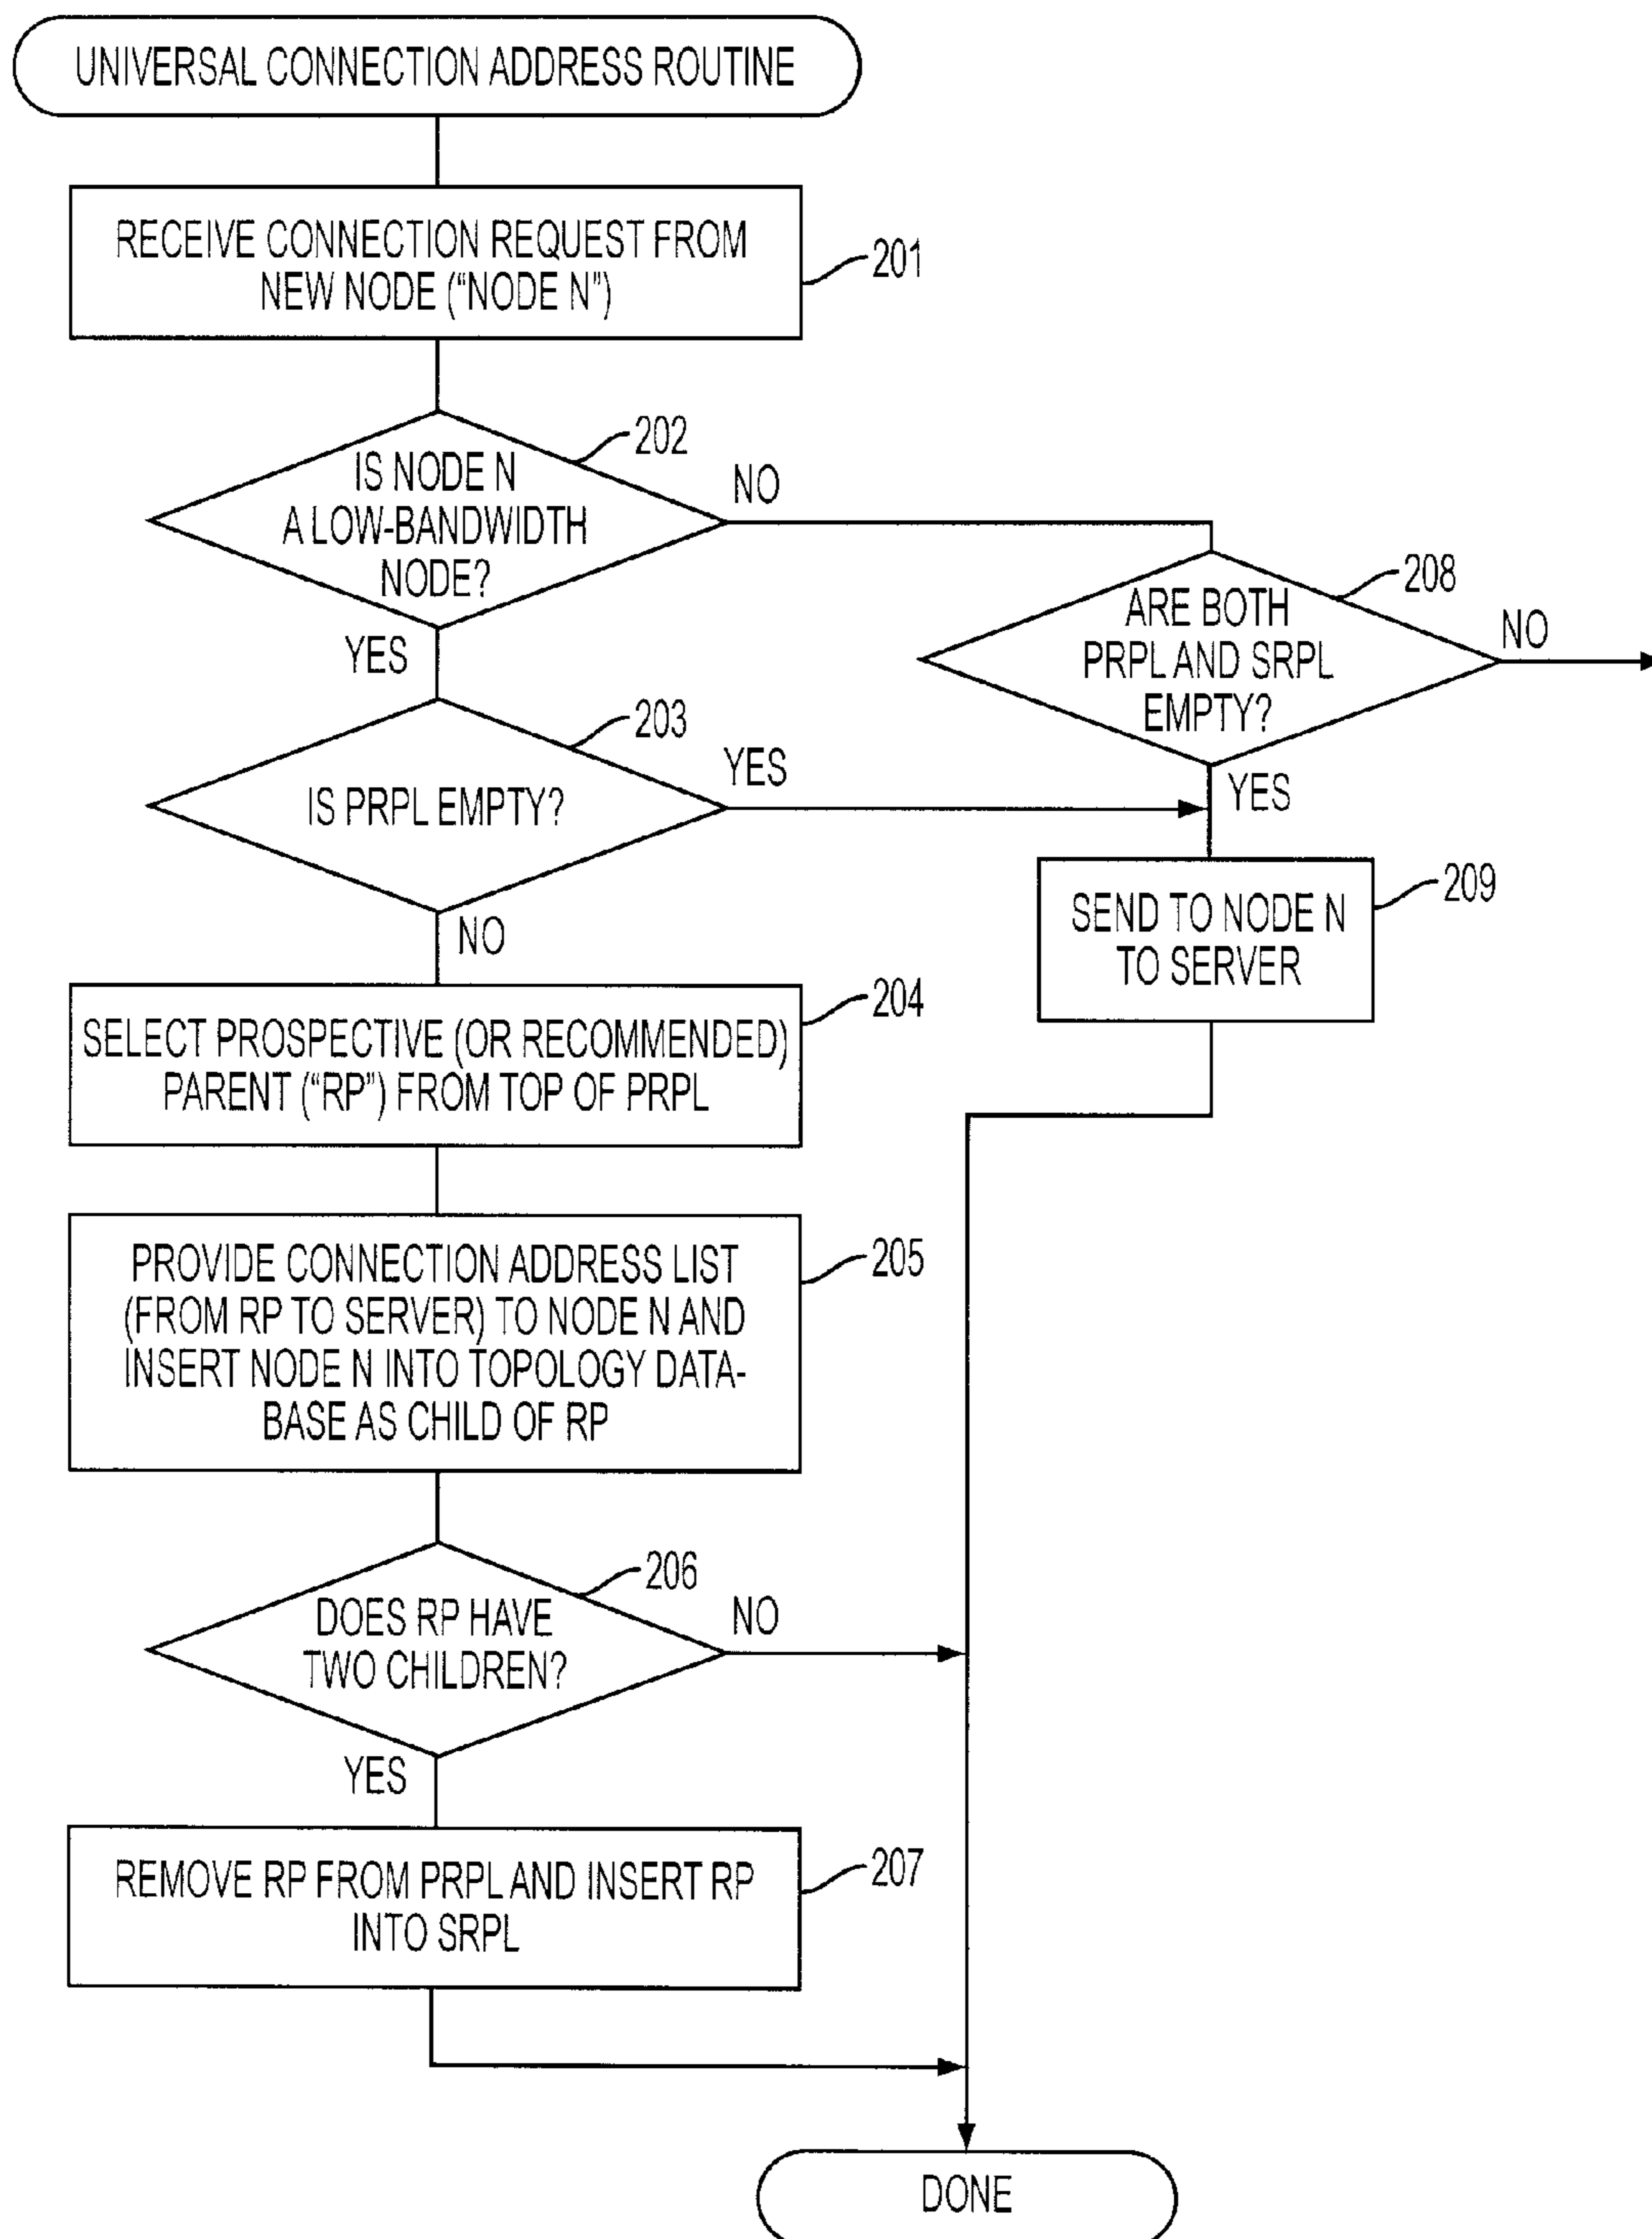 UNIVERSAL CONNECTION ADDRESS ROUTINE
RECEIVE CONNECTION REQUEST FROM
NEW NODE (“NODE N”)
201
IS NODE N
A LOW-BANDWIDTH
NODE?
202
NO
YES
ARE BOTH
PRPL AND SRPL
EMPTY?
208
NO
YES
IS PRPL EMPTY?
203
YES
NO
SEND TO NODE N
TO SERVER
209
SELECT PROSPECTIVE (OR RECOMMENDED)
PARENT (“RP”) FROM TOP OF PRPL
204
PROVIDE CONNECTION ADDRESS LIST
(FROM RP TO SERVER) TO NODE N AND
INSERT NODE N INTO TOPOLOGY DATA-
BASE AS CHILD OF RP
205
DOES RP HAVE
TWO CHILDREN?
206
NO
YES
REMOVE RP FROM PRPL AND INSERT RP
INTO SRPL
207
DONE